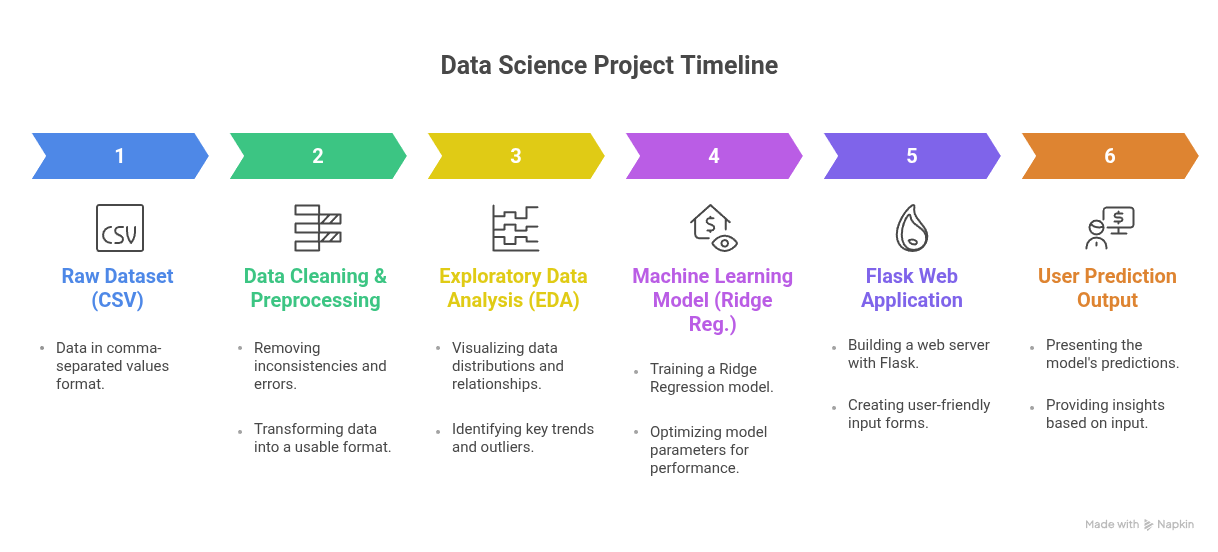 Data Science Project Timeline
1
2
3
4
5
6
CSV
$
$
Raw Dataset
(CSV)
Data in comma-
separated values
format.
Data Cleaning &
Preprocessing
Removing
inconsistencies and
errors.
Transforming data
into a usable format.
Exploratory Data
Analysis (EDA)
Visualizing data
distributions and
relationships.
Identifying key trends
and outliers.
Machine Learning
Model (Ridge
Reg.)
Training a Ridge
Regression model.
Optimizing model
parameters for
performance.
Flask Web
Application
Building a web server
with Flask.
Creating user-friendly
input forms.
User Prediction
Output
Presenting the
model's predictions.
Providing insights
based on input.
Made with Napkin